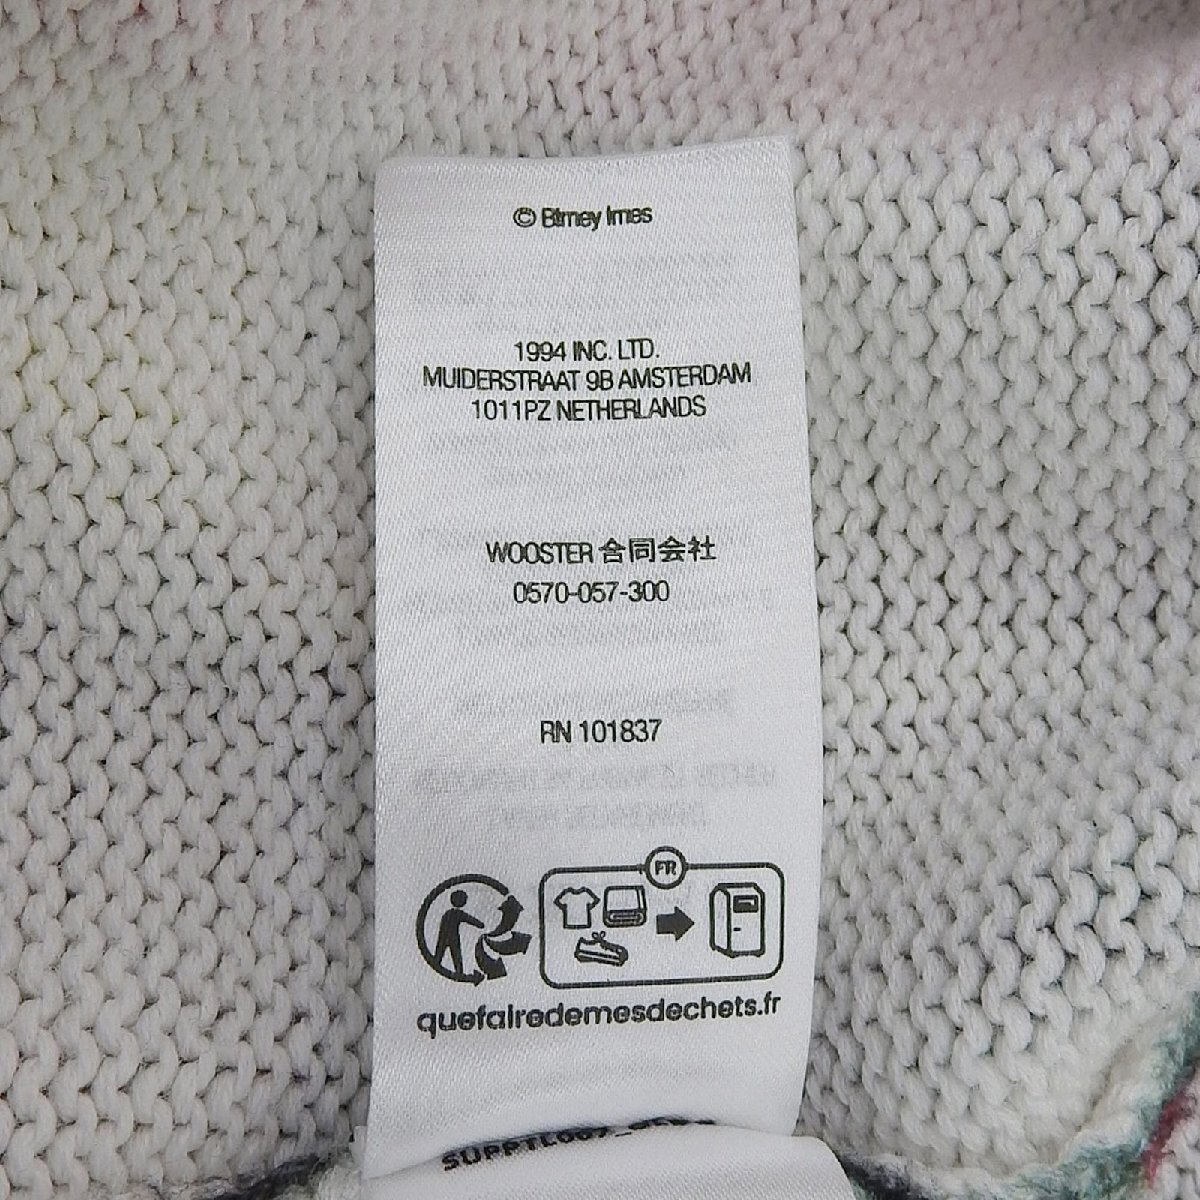 © Birney Imes
1994 INC. LTD.
MUIDERSTRAAT 9B AMSTERDAM
1011PZ NETHERLANDS
WOOSTER 合同会社
0570-057-300
RN 101837
FR
quefairedemesdechets.fr